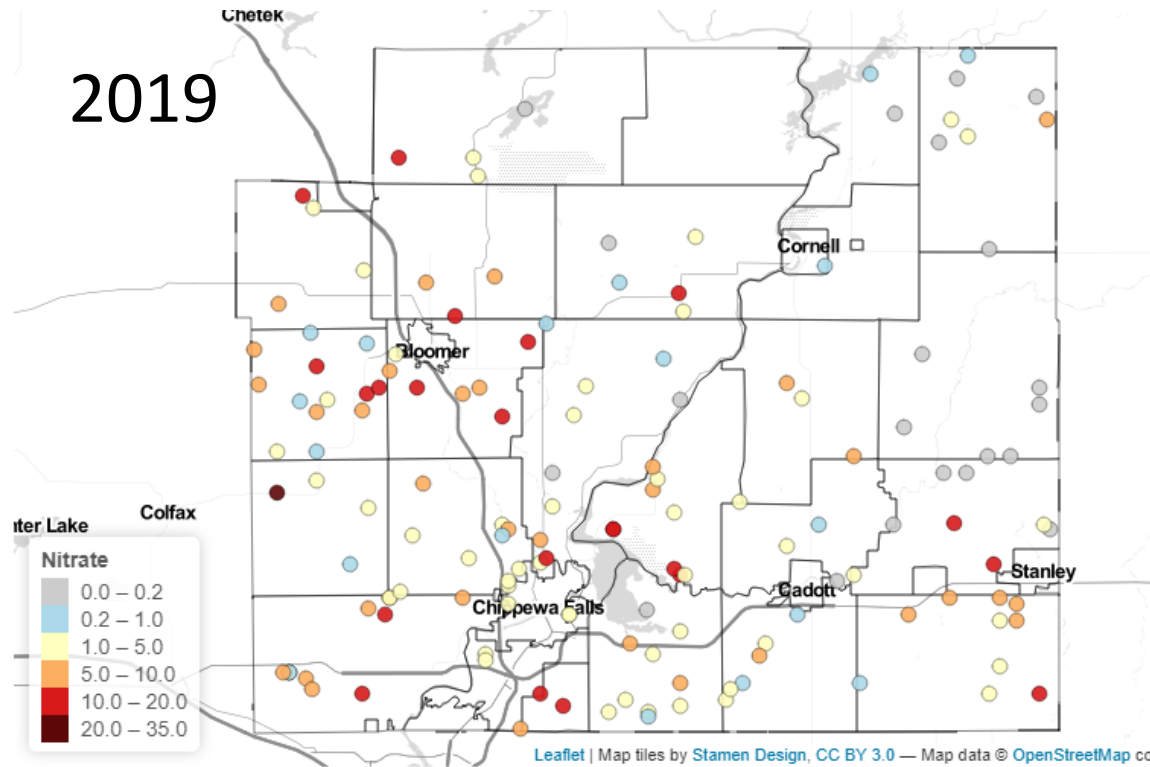 Chetek
2019
Cornell
Bloomer
Colfax
ter Lake
Nitrate
0.0 – 0.2
0.2 – 1.0
1.0 – 5.0
5.0 – 10.0
10.0 – 20.0
20.0 – 35.0
Stanley
Cadott
Chippewa Falls
Leaflet | Map tiles by Stamen Design, CC BY 3.0 — Map data © OpenStreetMap co